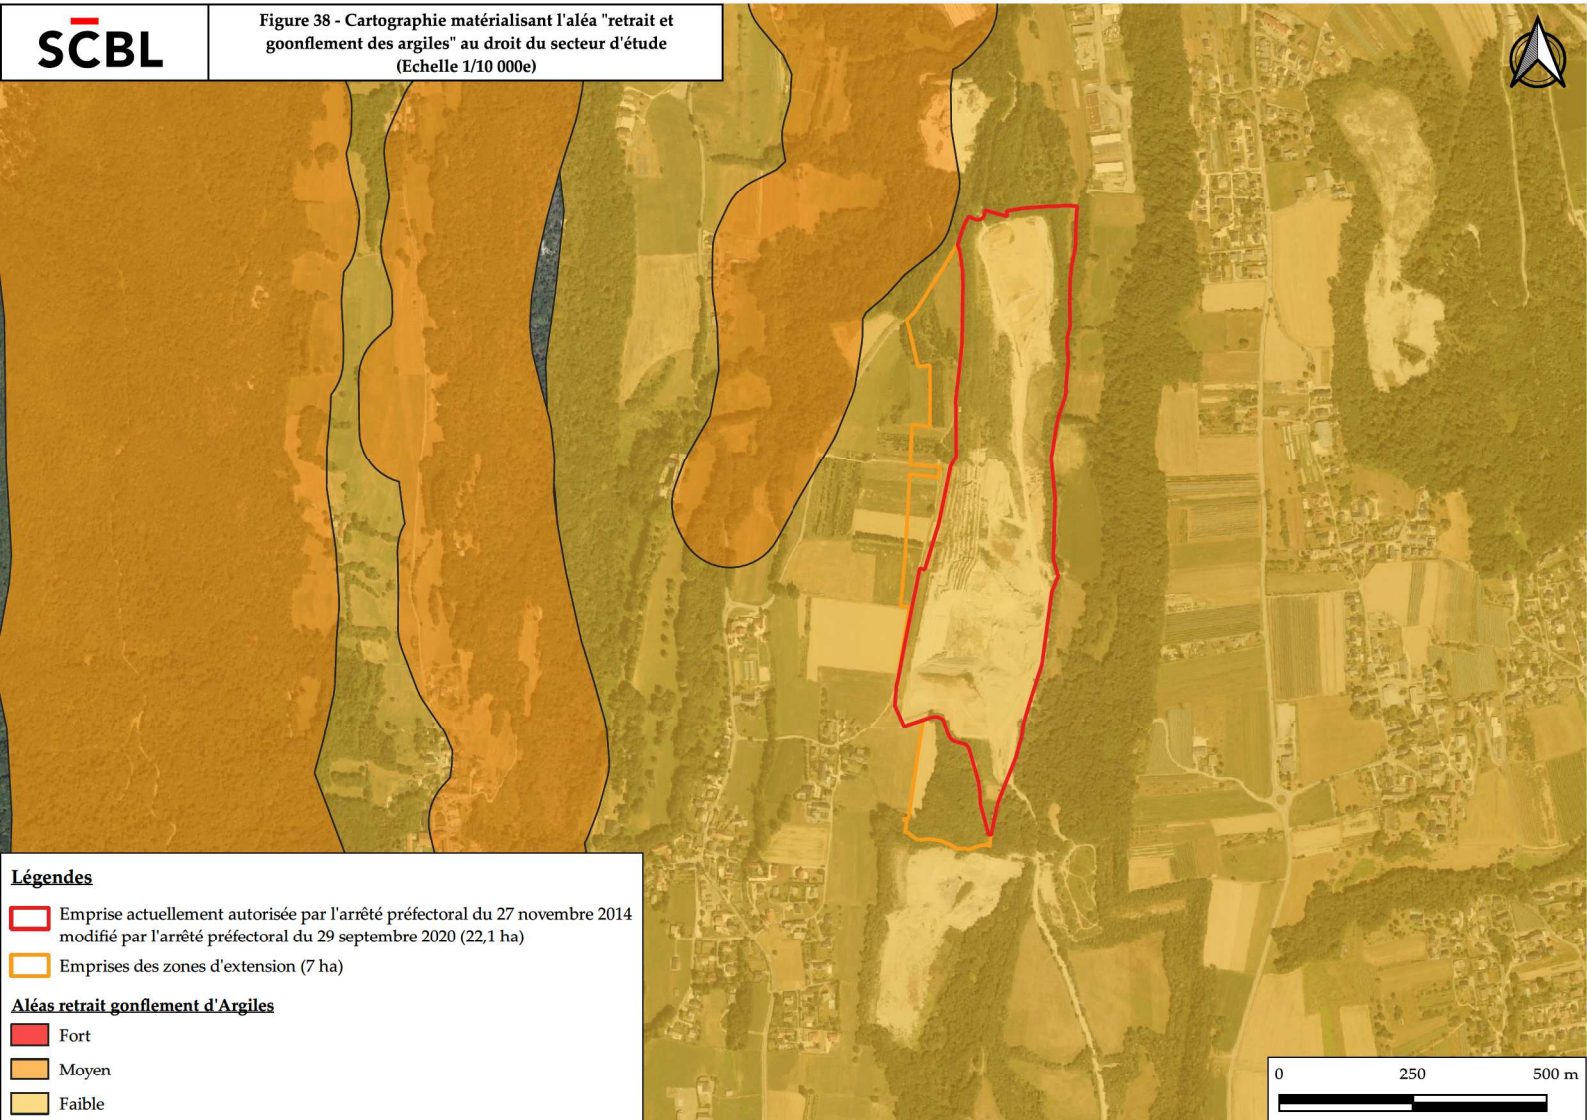 SCBL
Figure 38 - Cartographie matérialisant l'aléa "retrait et
goonflement des argiles" au droit du secteur d'étude
(Echelle 1/10 000e)
Légendes
Emprise actuellement autorisée par l'arrêté préfectoral du 27 novembre 2014
modifié par l'arrêté préfectoral du 29 septembre 2020 (22,1 ha)
Emprises des zones d'extension (7 ha)
Aléas retrait gonflement d'Argiles
Fort
Moyen
Faible
0 250 500 m